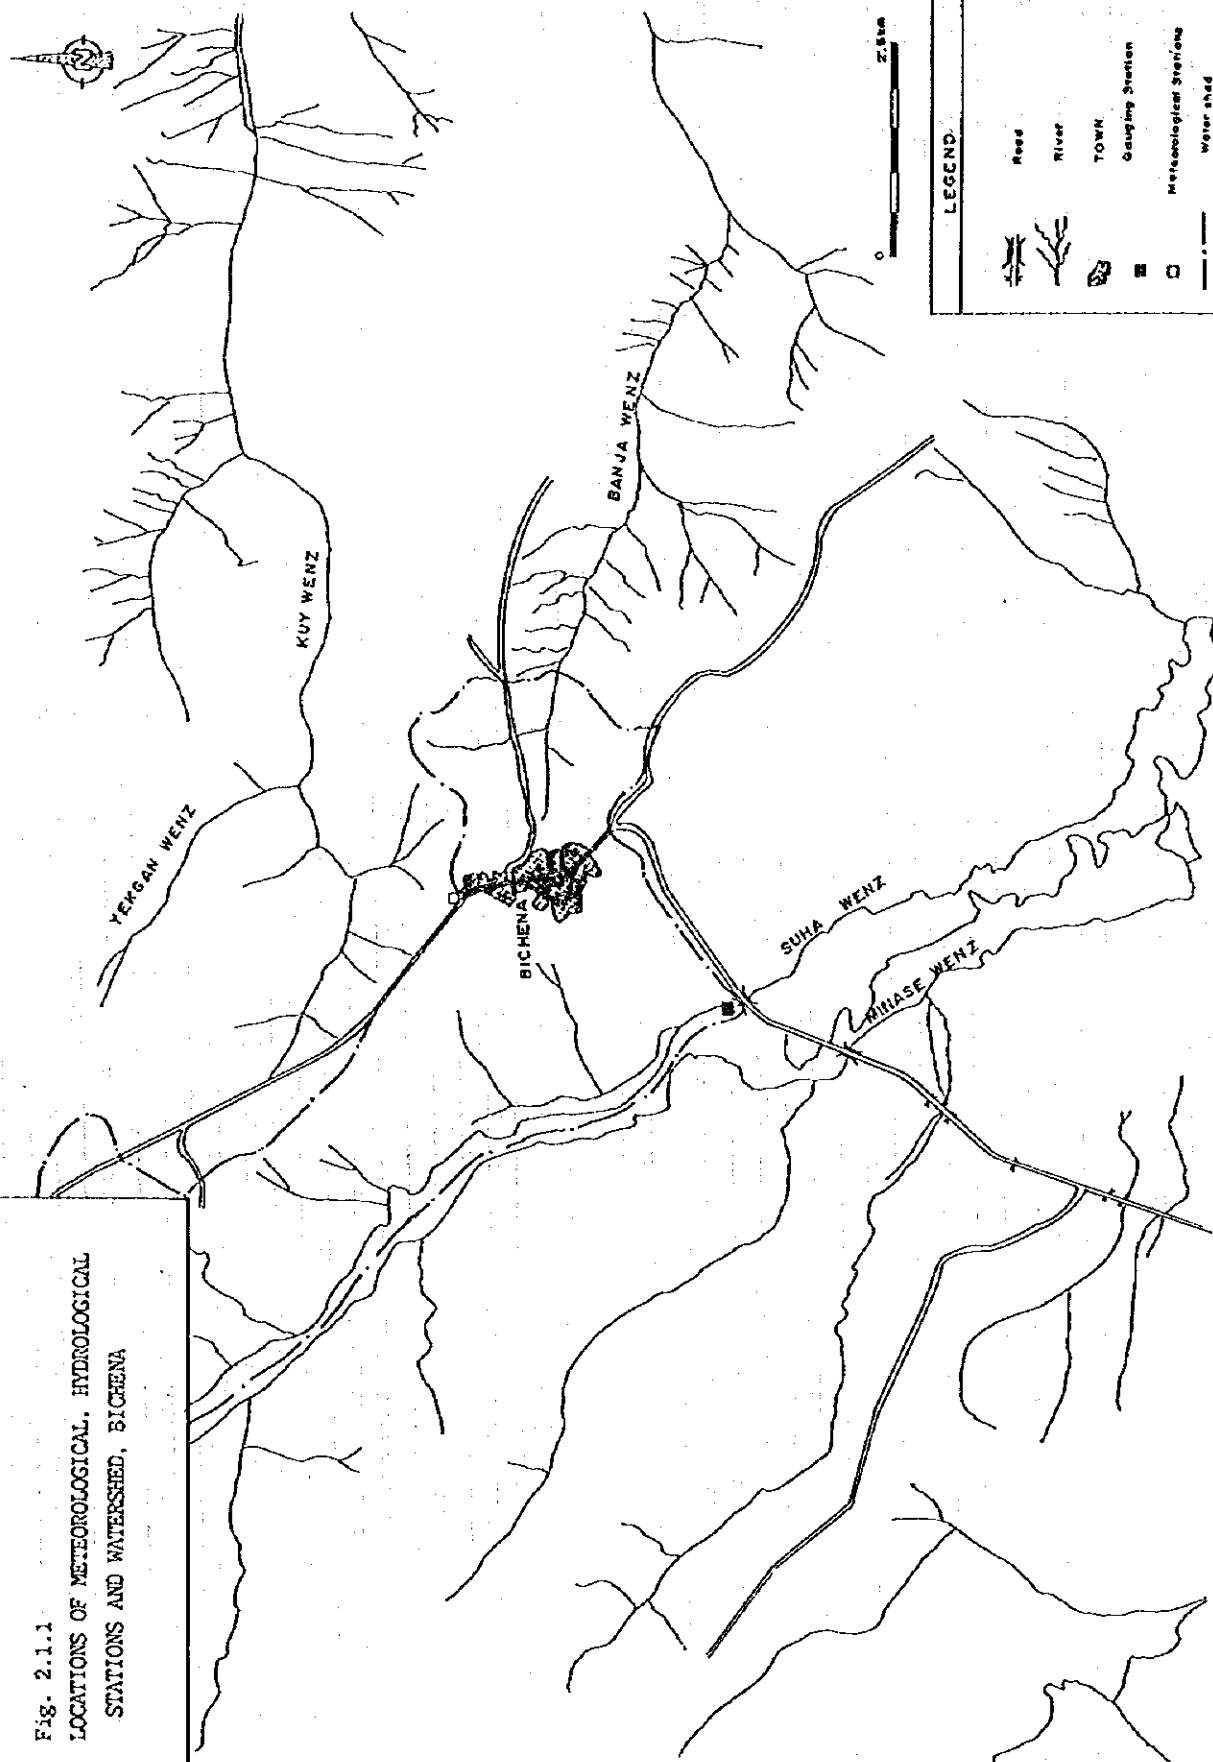 Fig. 2.1.1
LOCATIONS OF METEOROLOGICAL, HYDROLOGICAL
STATIONS AND WATERSHED, BICHENA
N
YEKGAN WENZ
KUY WENZ
BANJA WENZ
BICHENA
SUHA WENZ
MINASE WENZ
0 2.5km
LEGEND
Road
River
TOWN
Gauging Station
Meteorological Stations
Water shed